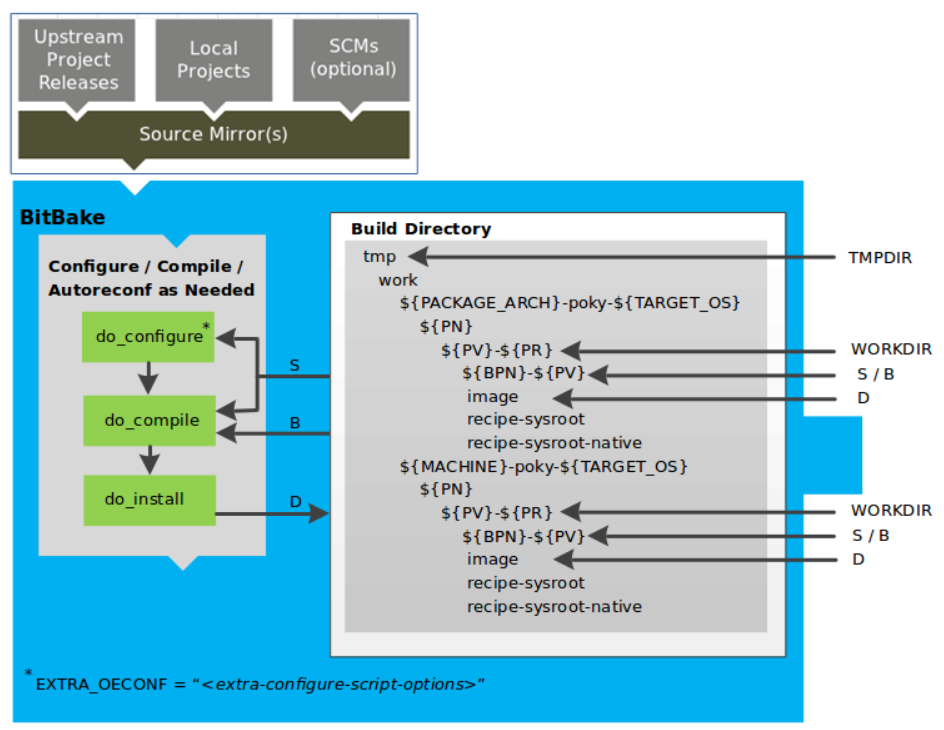 Upstream
Project
Releases
Local
Projects
SCMs
(optional)
Source Mirror(s)
BitBake
Configure / Compile /
Autoreconf as Needed
do_configure*
do_compile
do_install
S
B
D
Build Directory
tmp
TMPDIR
work
${PACKAGE_ARCH}-poky-${TARGET_OS}
${PN}
${PV}-${PR}
WORKDIR
${BPN}-${PV}
S / B
image
D
recipe-sysroot
recipe-sysroot-native
${MACHINE}-poky-${TARGET_OS}
${PN}
${PV}-${PR}
WORKDIR
${BPN}-${PV}
S / B
image
D
recipe-sysroot
recipe-sysroot-native
* EXTRA_OECONF = “<extra-configure-script-options>”